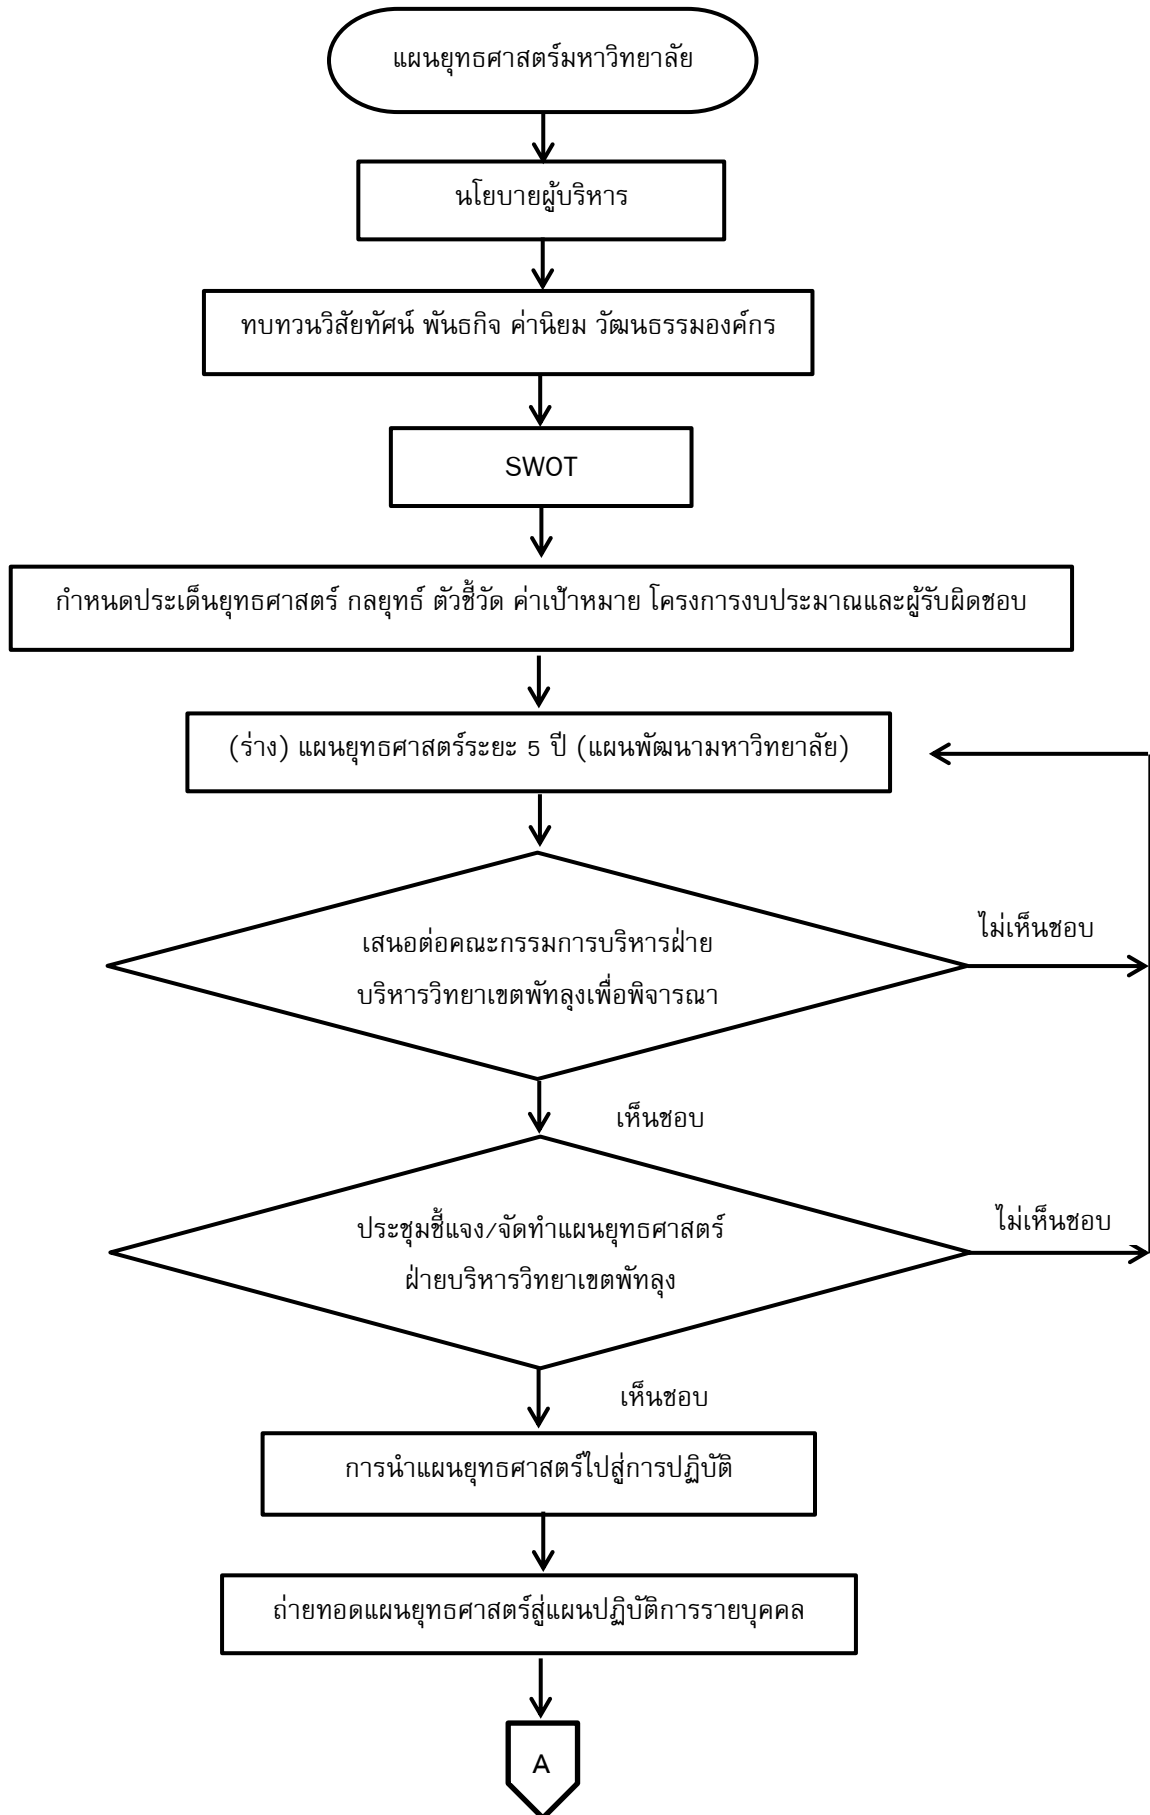 แผนยุทธศาสตร์มหาวิทยาลัย
นโยบายผู้บริหาร
ทบทวนวิสัยทัศน์ พันธกิจ ค่านิยม วัฒนธรรมองค์กร
SWOT
กำหนดประเด็นยุทธศาสตร์ กลยุทธ์ ตัวชี้วัด ค่าเป้าหมาย โครงการงบประมาณและผู้รับผิดชอบ
(ร่าง) แผนยุทธศาสตร์ระยะ 5 ปี (แผนพัฒนามหาวิทยาลัย)
เสนอต่อคณะกรรมการบริหารฝ่าย
บริหารวิทยาเขตพัทลุงเพื่อพิจารณา
ไม่เห็นชอบ
เห็นชอบ
ประชุมชี้แจง/จัดทำแผนยุทธศาสตร์
ฝ่ายบริหารวิทยาเขตพัทลุง
ไม่เห็นชอบ
เห็นชอบ
การนำแผนยุทธศาสตร์ไปสู่การปฏิบัติ
ถ่ายทอดแผนยุทธศาสตร์สู่แผนปฏิบัติการรายบุคคล
A